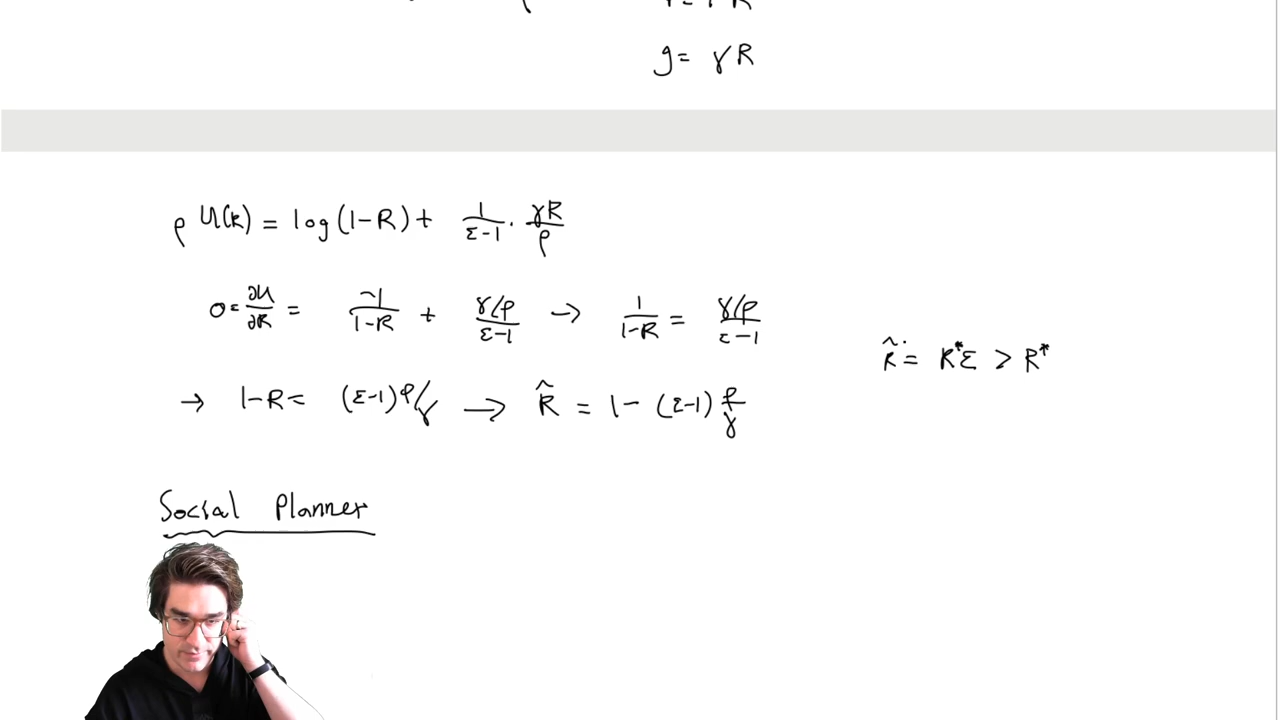 g = γR
ρ U(R) = log(1-R) + 1/(ε-1) · γR/ρ
0 = ∂U/∂R = -1/(1-R) + (γ/ρ)/(ε-1) → 1/(1-R) = (γ/ρ)/(ε-1)
R̂ = R*ε > R*
→ 1-R = (ε-1)ρ/γ → R̂ = 1 - (ε-1) ρ/γ
Social Planner